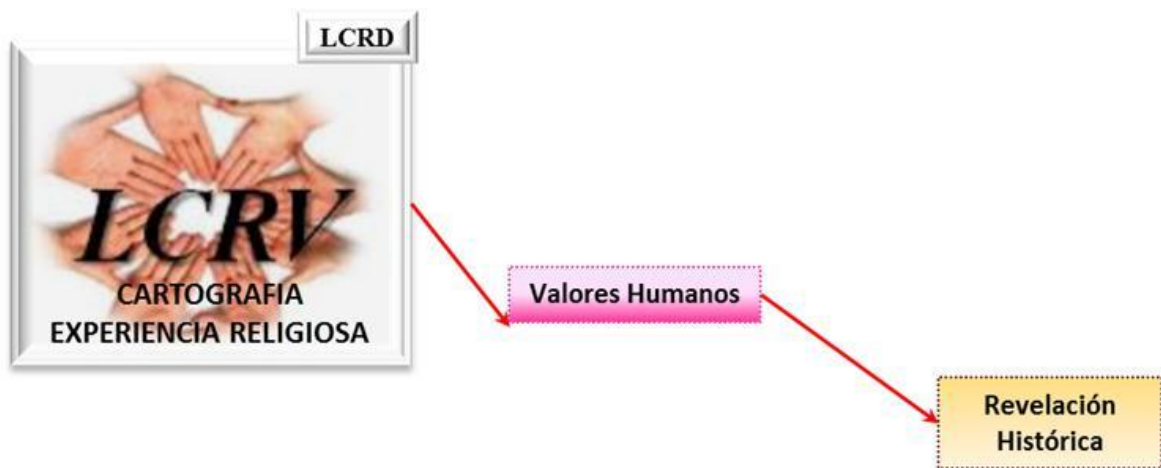 LCRD
LCRV
CARTOGRAFIA
EXPERIENCIA RELIGIOSA
Valores Humanos
Revelación
Histórica